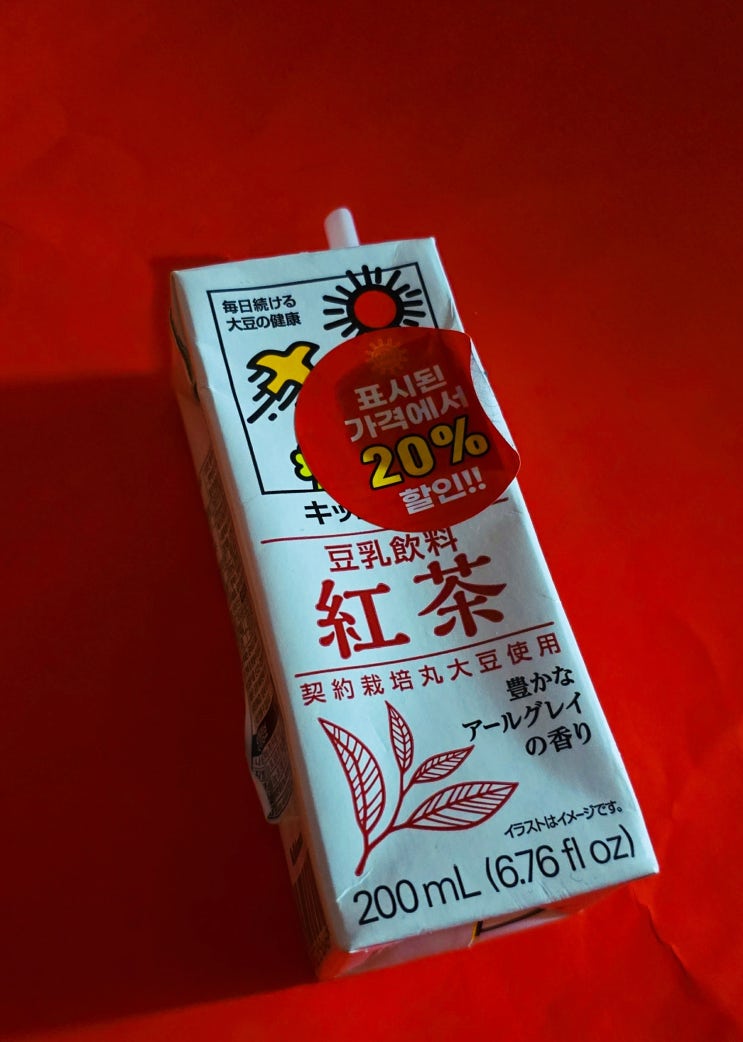 毎日続ける
大豆の健康
표시된
가격에서
20%
할인!!
キッ
豆乳飲料
紅茶
契約栽培丸大豆使用
豊かな
アールグレイ
の香り
イラストはイメージです。
200 mL (6.76 fl oz)